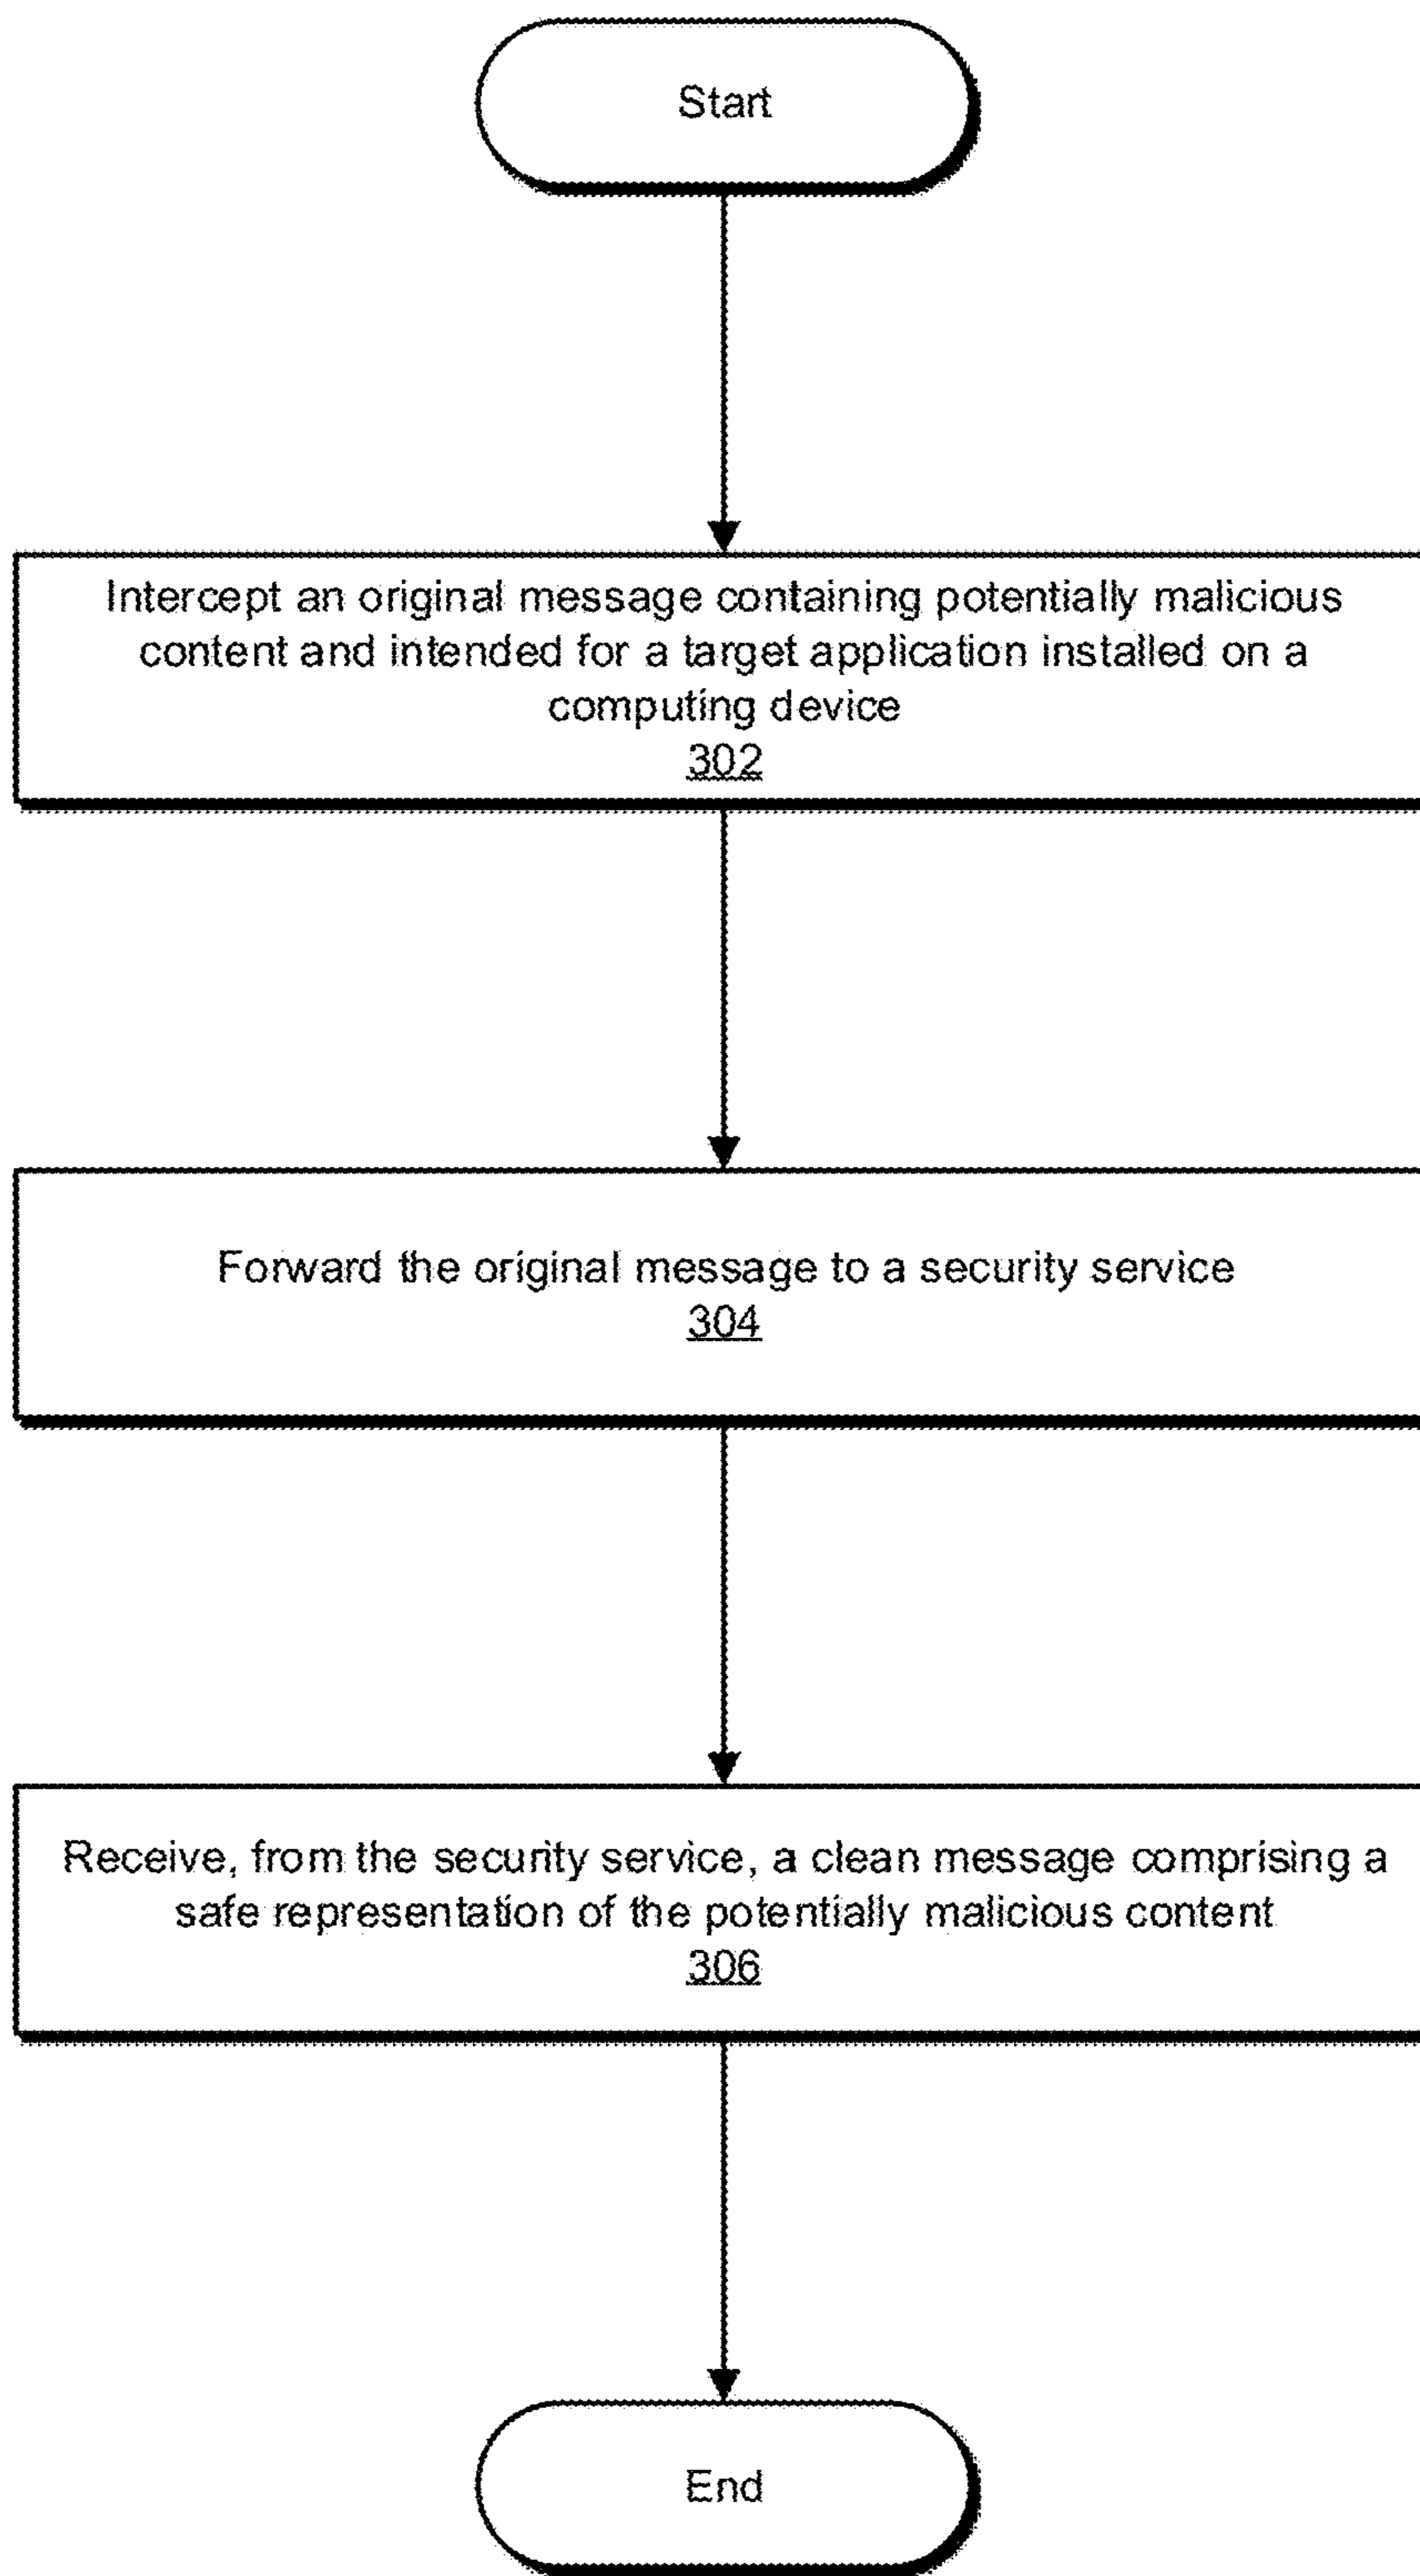 Start
Intercept an original message containing potentially malicious
content and intended for a target application installed on a
computing device
302
Forward the original message to a security service
304
Receive, from the security service, a clean message comprising a
safe representation of the potentially malicious content
306
End